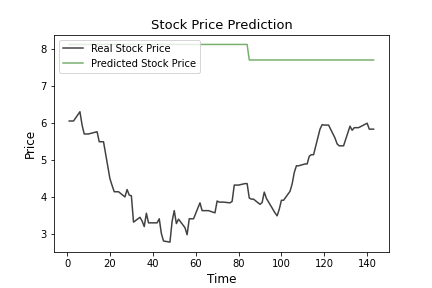 Stock Price Prediction
Real Stock Price
Predicted Stock Price
Price
8
7
6
5
4
3
0 20 40 60 80 100 120 140
Time